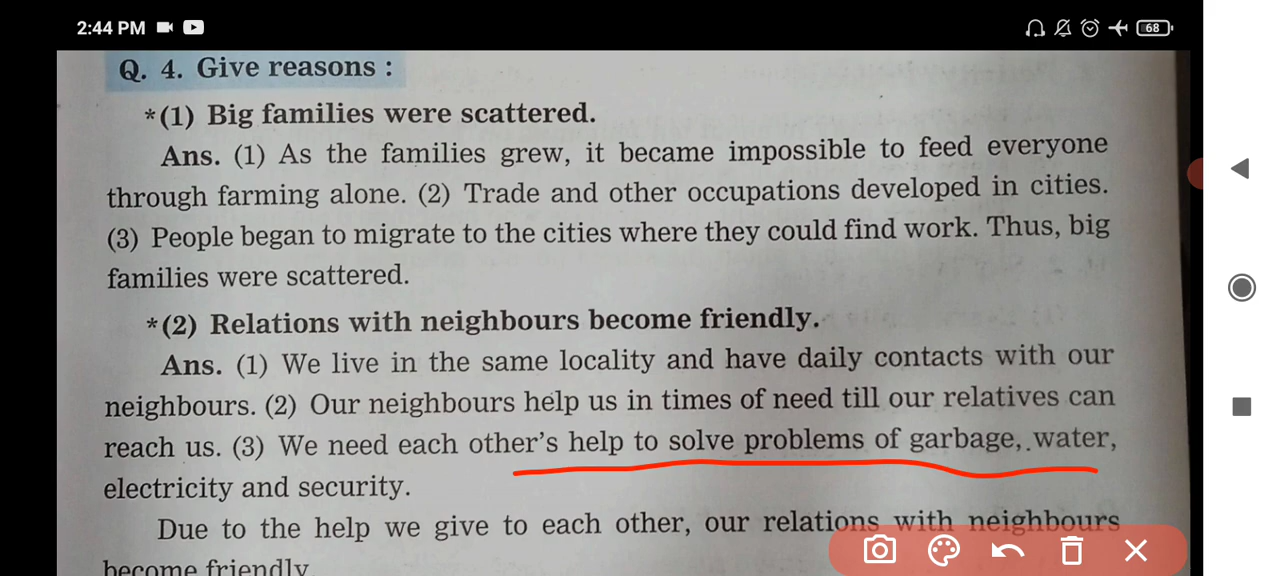 2:44 PM
68
Q. 4. Give reasons :
*(1) Big families were scattered.
Ans. (1) As the families grew, it became impossible to feed everyone
through farming alone. (2) Trade and other occupations developed in cities.
(3) People began to migrate to the cities where they could find work. Thus, big
families were scattered.
*(2) Relations with neighbours become friendly.
Ans. (1) We live in the same locality and have daily contacts with our
neighbours. (2) Our neighbours help us in times of need till our relatives can
reach us. (3) We need each other's help to solve problems of garbage, water,
electricity and security.
Due to the help we give to each other, our relations with neighbours
become friendly